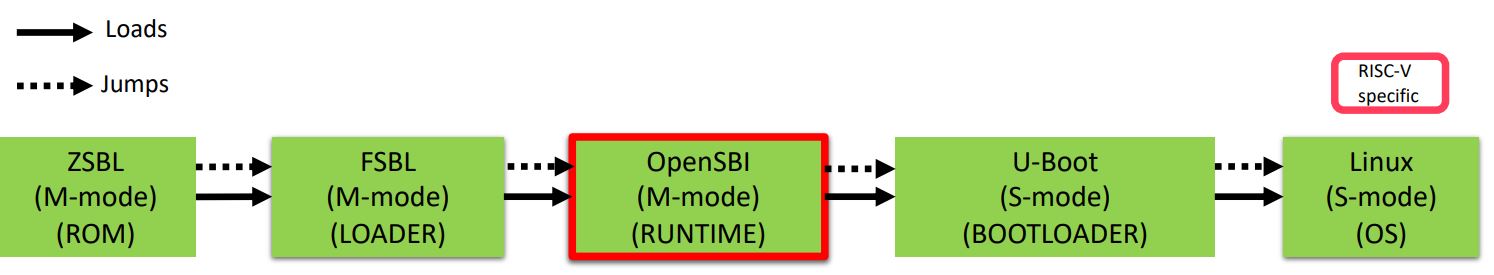 Loads
Jumps
RISC-V
specific
ZSBL
(M-mode)
(ROM)
FSBL
(M-mode)
(LOADER)
OpenSBI
(M-mode)
(RUNTIME)
U-Boot
(S-mode)
(BOOTLOADER)
Linux
(S-mode)
(OS)